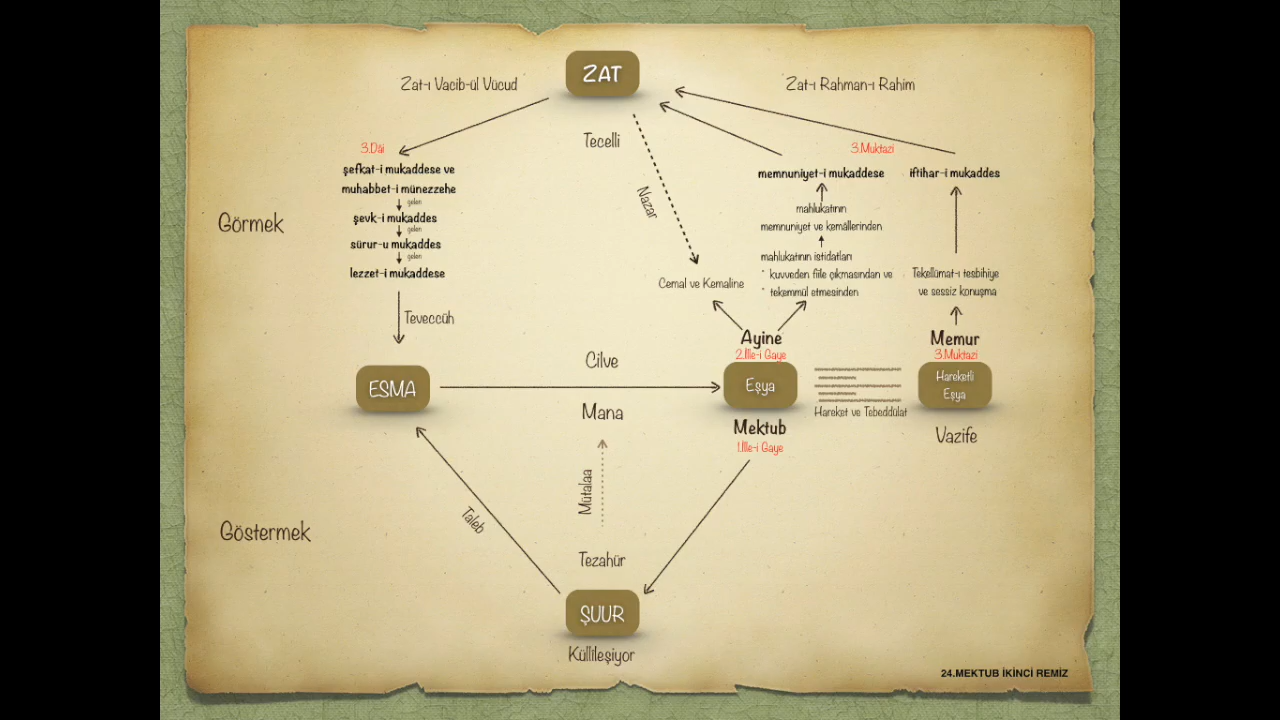 ZAT
Zat-ı Vacib-ül Vücud
Zat-ı Rahman-ı Rahim
Tecelli
3.Dâi
şefkat-i mukaddese ve
muhabbet-i münezzehe
gelen
şevk-i mukaddes
gelen
sürur-u mukaddes
gelen
lezzet-i mukaddese
Teveccüh
Görmek
Nazar
Cemal ve Kemaline
3.Muktazi
memnuniyet-i mukaddese
mahlukatının
memnuniyet ve kemâllerinden
mahlukatının istidatları
* kuvveden fiile çıkmasından ve
* tekemmül etmesinden
iftihar-i mukaddes
Tekellümat-ı tesbihiye
ve sessiz konuşma
Ayine
2.İlle-i Gaye
Eşya
Mektub
1.İlle-i Gaye
Memur
3.Muktazi
Hareketli
Eşya
Vazife
Hareket ve Tebeddülat
ESMA
Cilve
Mana
Mütalaa
Taleb
Göstermek
Tezahür
ŞUUR
Küllileşiyor
24.MEKTUB İKİNCİ REMİZ